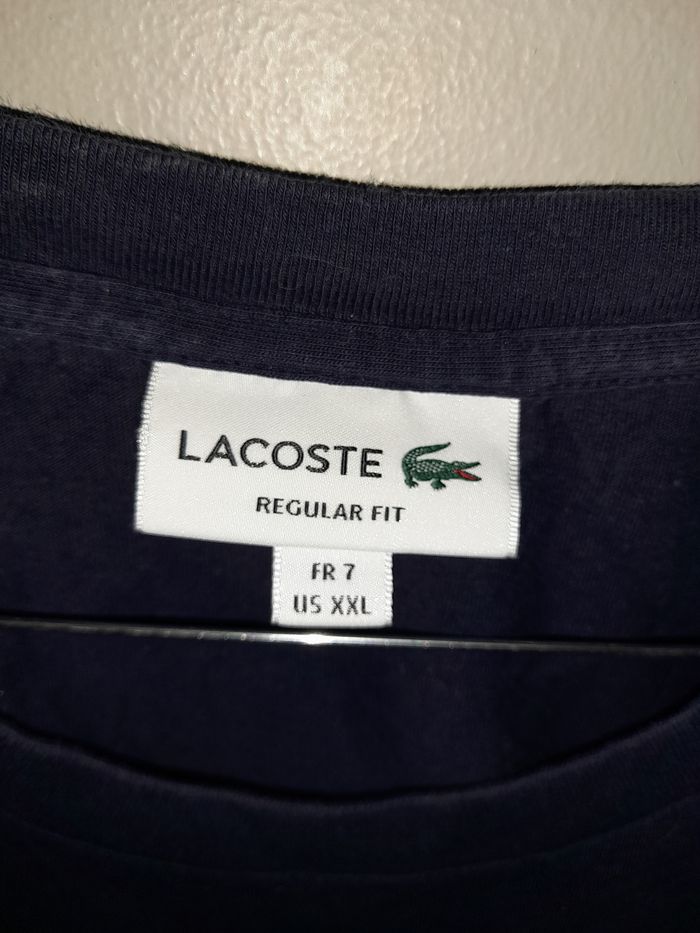 LACOSTE
REGULAR FIT
FR 7
US XXL